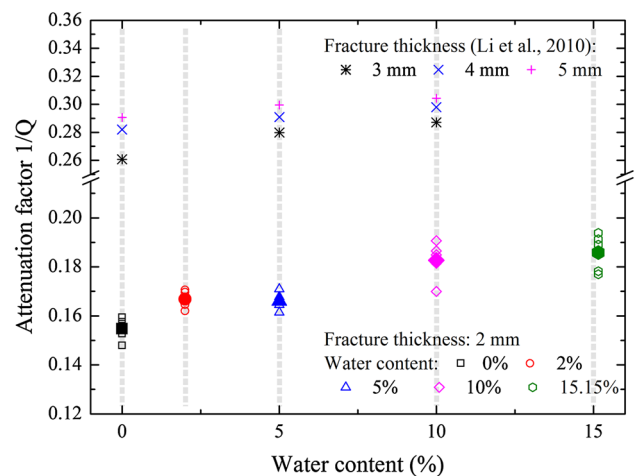 0.36
Fracture thickness (Li et al., 2010):
0.34
3 mm 4 mm 5 mm
0.32
0.30
0.28
0.26
0.20
0.18
0.16
0.14
0.12
Attenuation factor 1/Q
Fracture thickness: 2 mm
Water content: 0% 2%
5% 10% 15.15%
0 5 10 15
Water content (%)